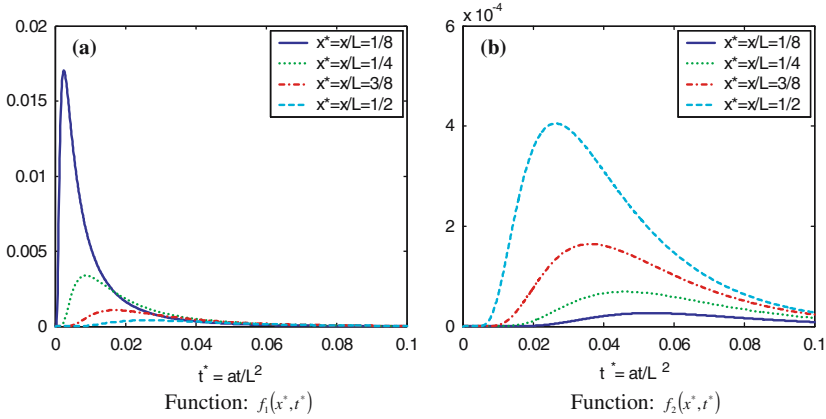 (a)
x*=x/L=1/8
x*=x/L=1/4
x*=x/L=3/8
x*=x/L=1/2
0.02
0.015
0.01
0.005
0
0 0.02 0.04 0.06 0.08 0.1
t* = at/L²
Function: f₁(x*,t*)
x 10⁻⁴
(b)
x*=x/L=1/8
x*=x/L=1/4
x*=x/L=3/8
x*=x/L=1/2
6
4
2
0
0 0.02 0.04 0.06 0.08 0.1
t* = at/L ²
Function: f₂(x*,t*)